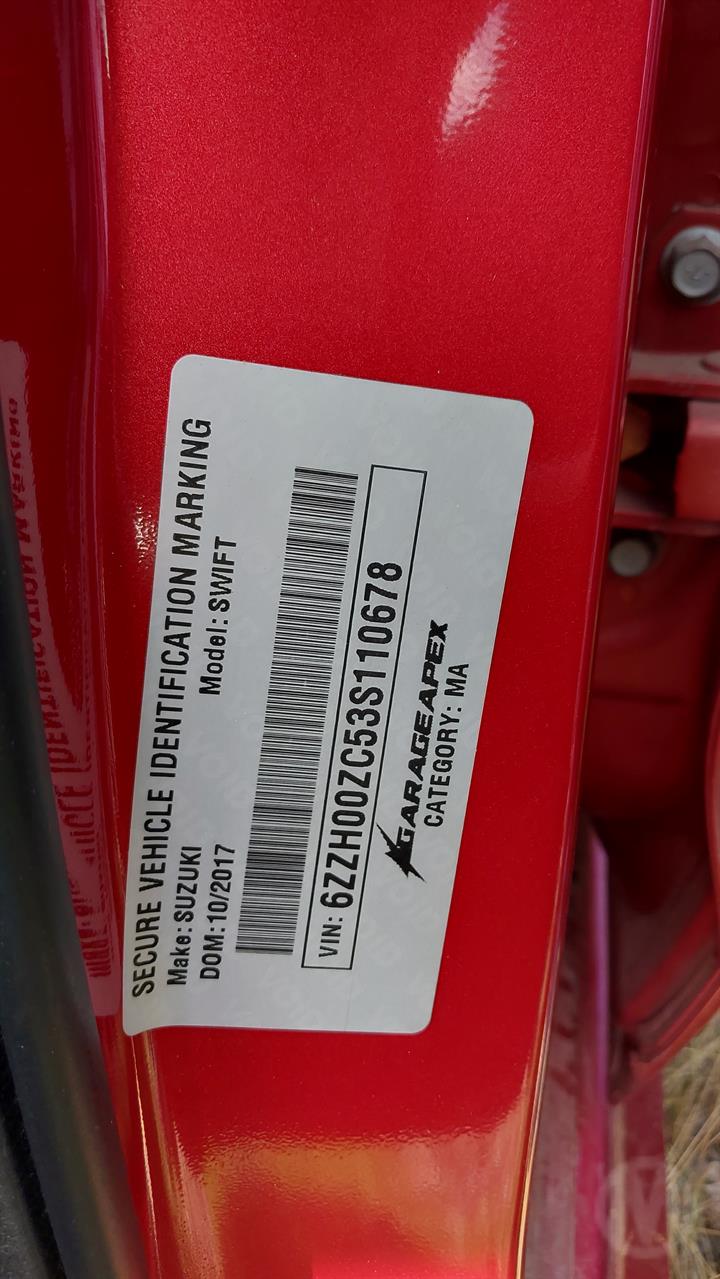 SECURE VEHICLE IDENTIFICATION MARKING
Make: SUZUKI Model: SWIFT
DOM: 10/2017
VIN: 6ZZH00ZC53S110678
GARAGEAPEX
CATEGORY: MA